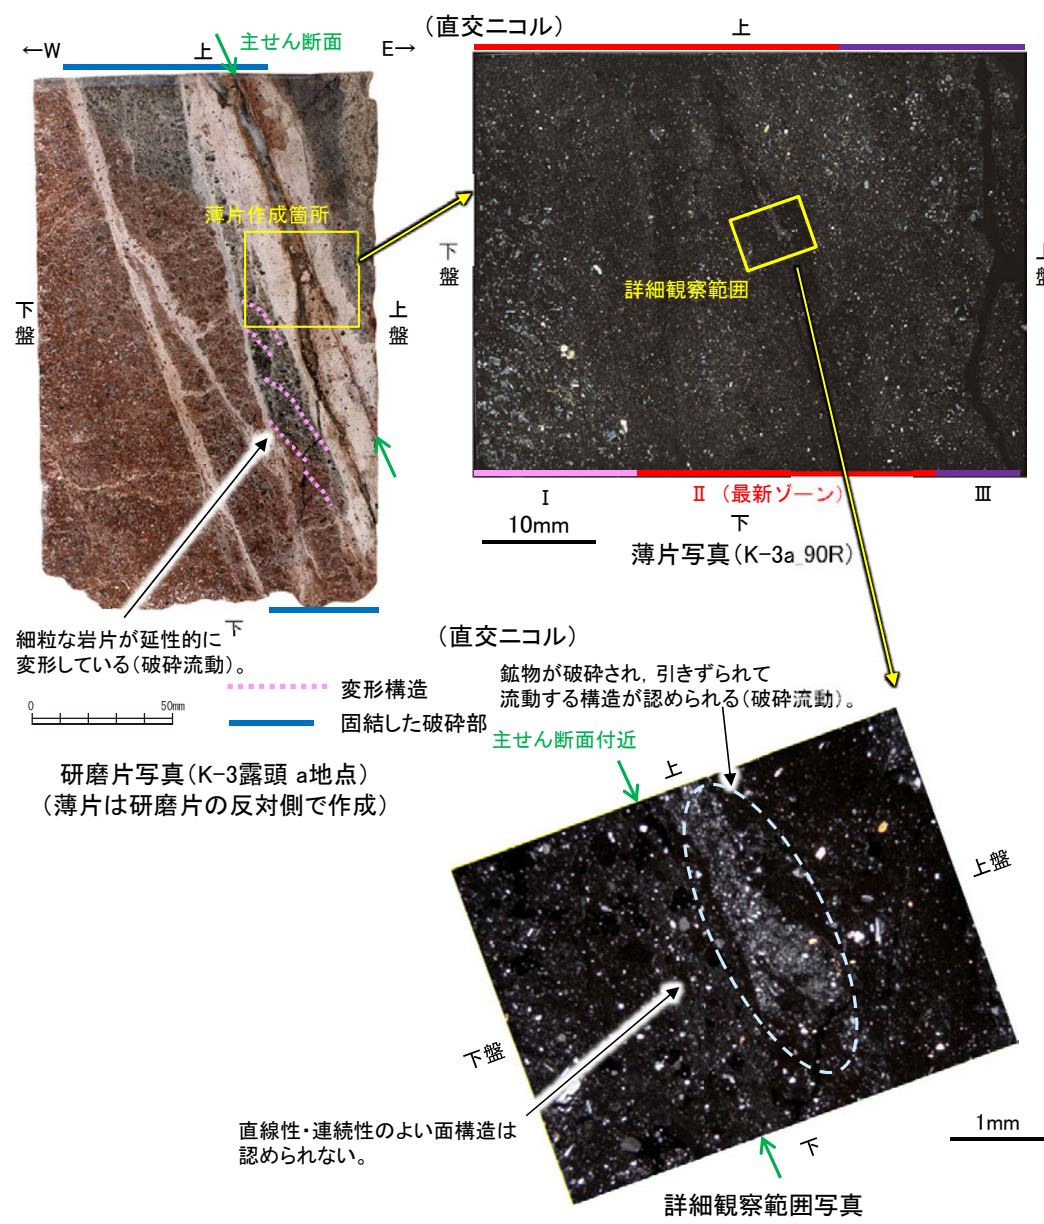 ←W
上
主せん断面
E→
薄片作成箇所
下盤
上盤
細粒な岩片が延性的に
変形している(破砕流動)。
下
0
50mm
変形構造
固結した破砕部
研磨片写真(K-3露頭 a地点)
(薄片は研磨片の反対側で作成)
(直交ニコル)
上
下盤
上盤
詳細観察範囲
Ⅰ
Ⅱ (最新ゾーン)
Ⅲ
10mm
下
薄片写真(K-3a_90R)
(直交ニコル)
鉱物が破砕され,引きずられて
流動する構造が認められる(破砕流動)。
主せん断面付近
上
上盤
下盤
直線性・連続性のよい面構造は
認められない。
下
1mm
詳細観察範囲写真